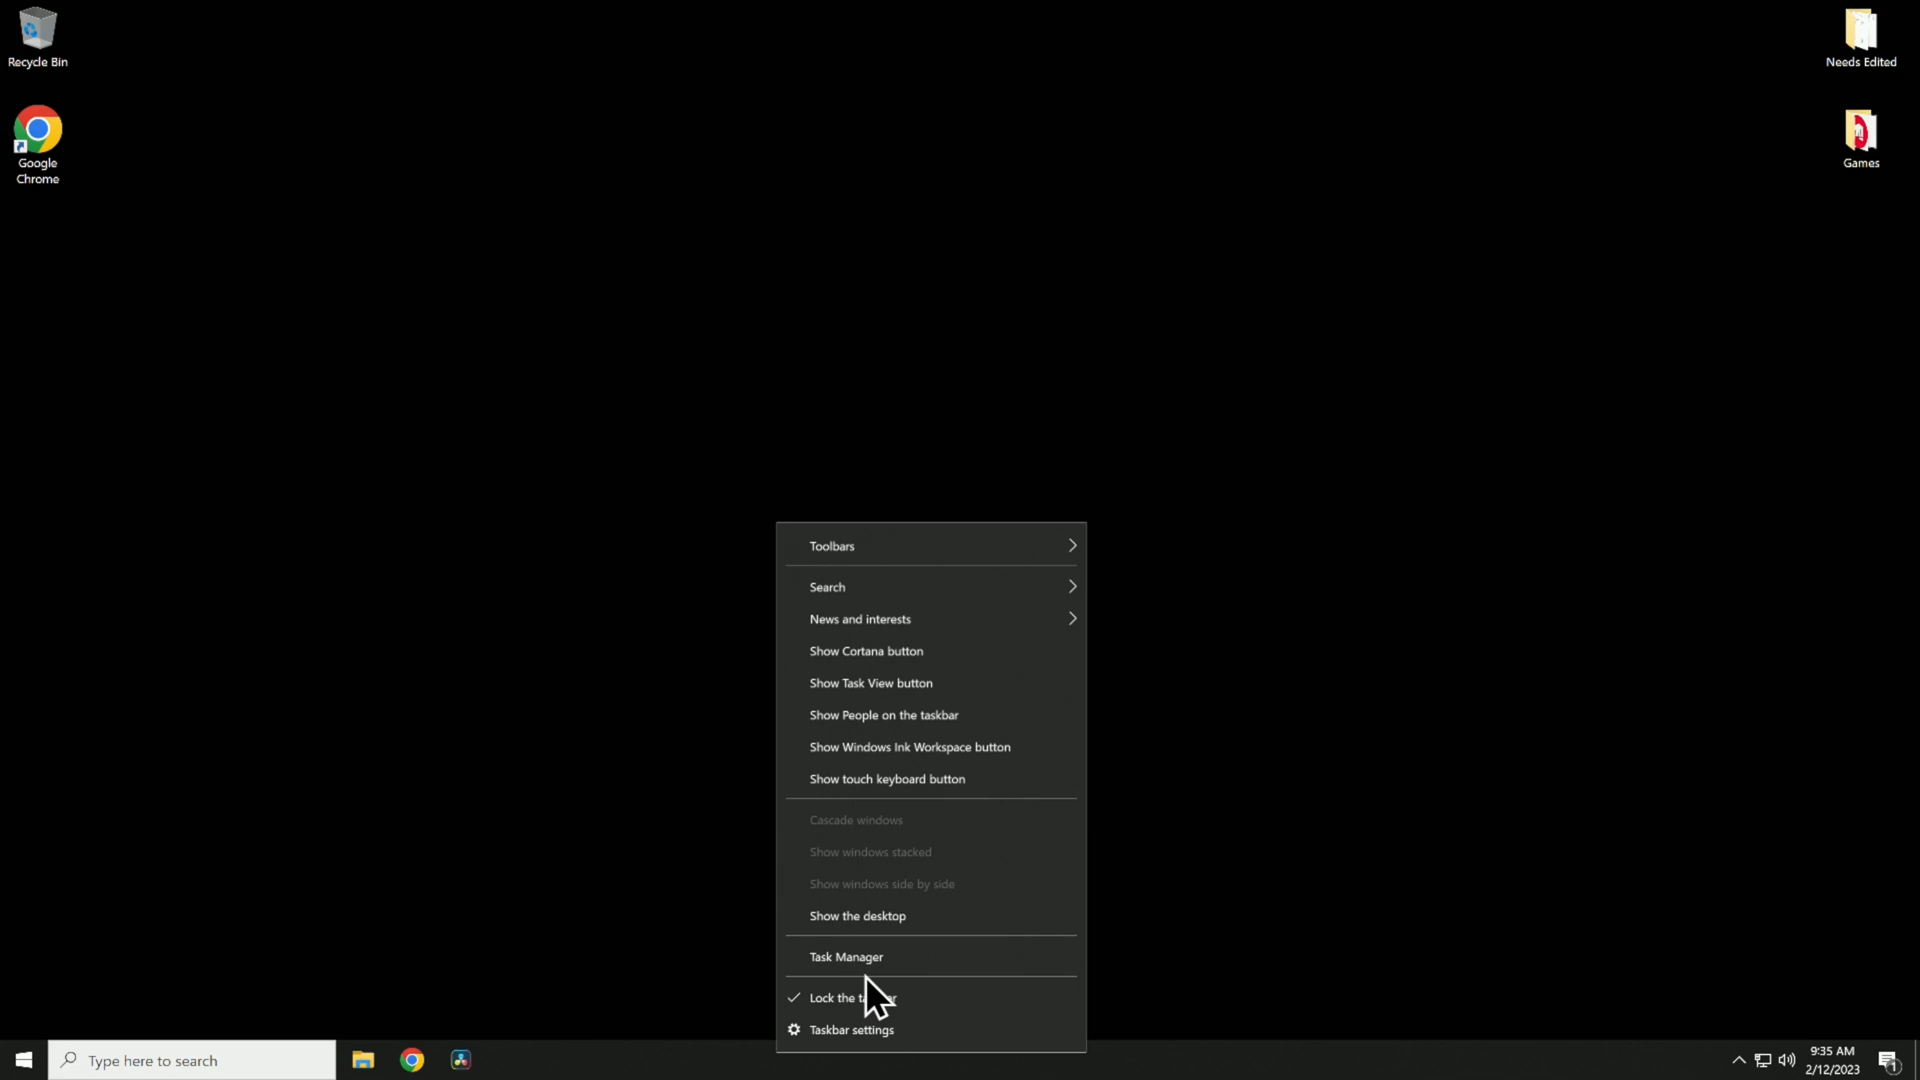 Recycle Bin
Google
Chrome
Needs Edited
Games
Toolbars
Search
News and interests
Show Cortana button
Show Task View button
Show People on the taskbar
Show Windows Ink Workspace button
Show touch keyboard button
Cascade windows
Show windows stacked
Show windows side by side
Show the desktop
Task Manager
Lock the
Taskbar settings
Type here to search
9:35 AM
2/12/2023
1